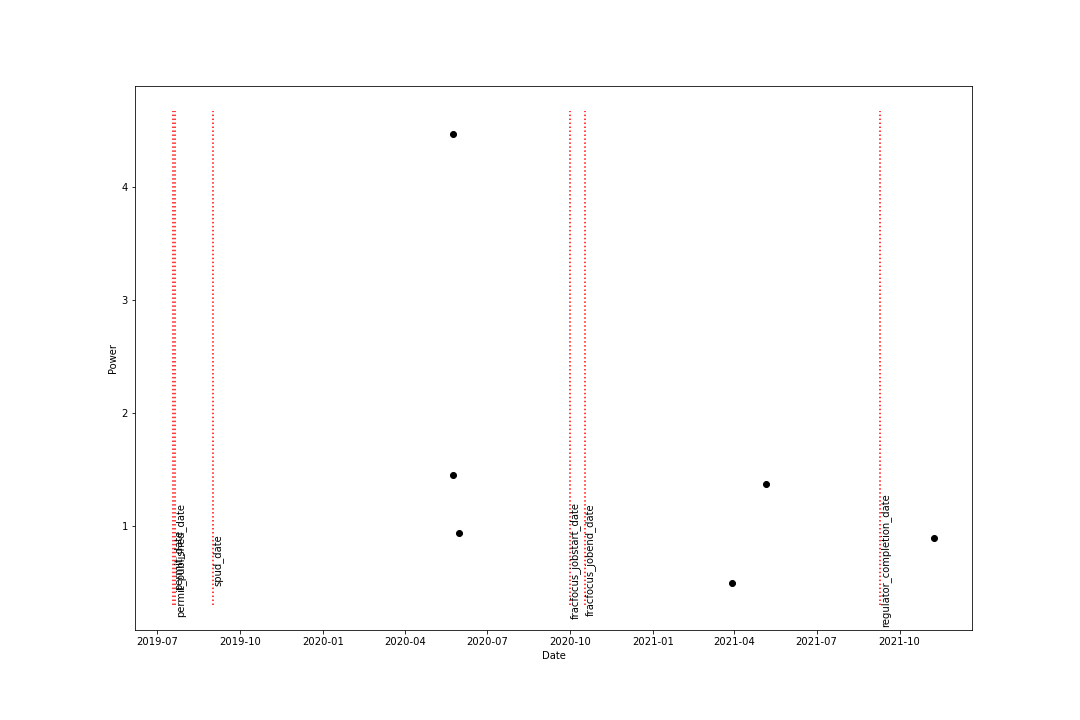 4
3
2
1
Power
permit_published_date
spud_date
fracfocus_jobstart_date
fracfocus_jobend_date
regulator_completion_date
2019-07
2019-10
2020-01
2020-04
2020-07
2020-10
2021-01
2021-04
2021-07
2021-10
Date